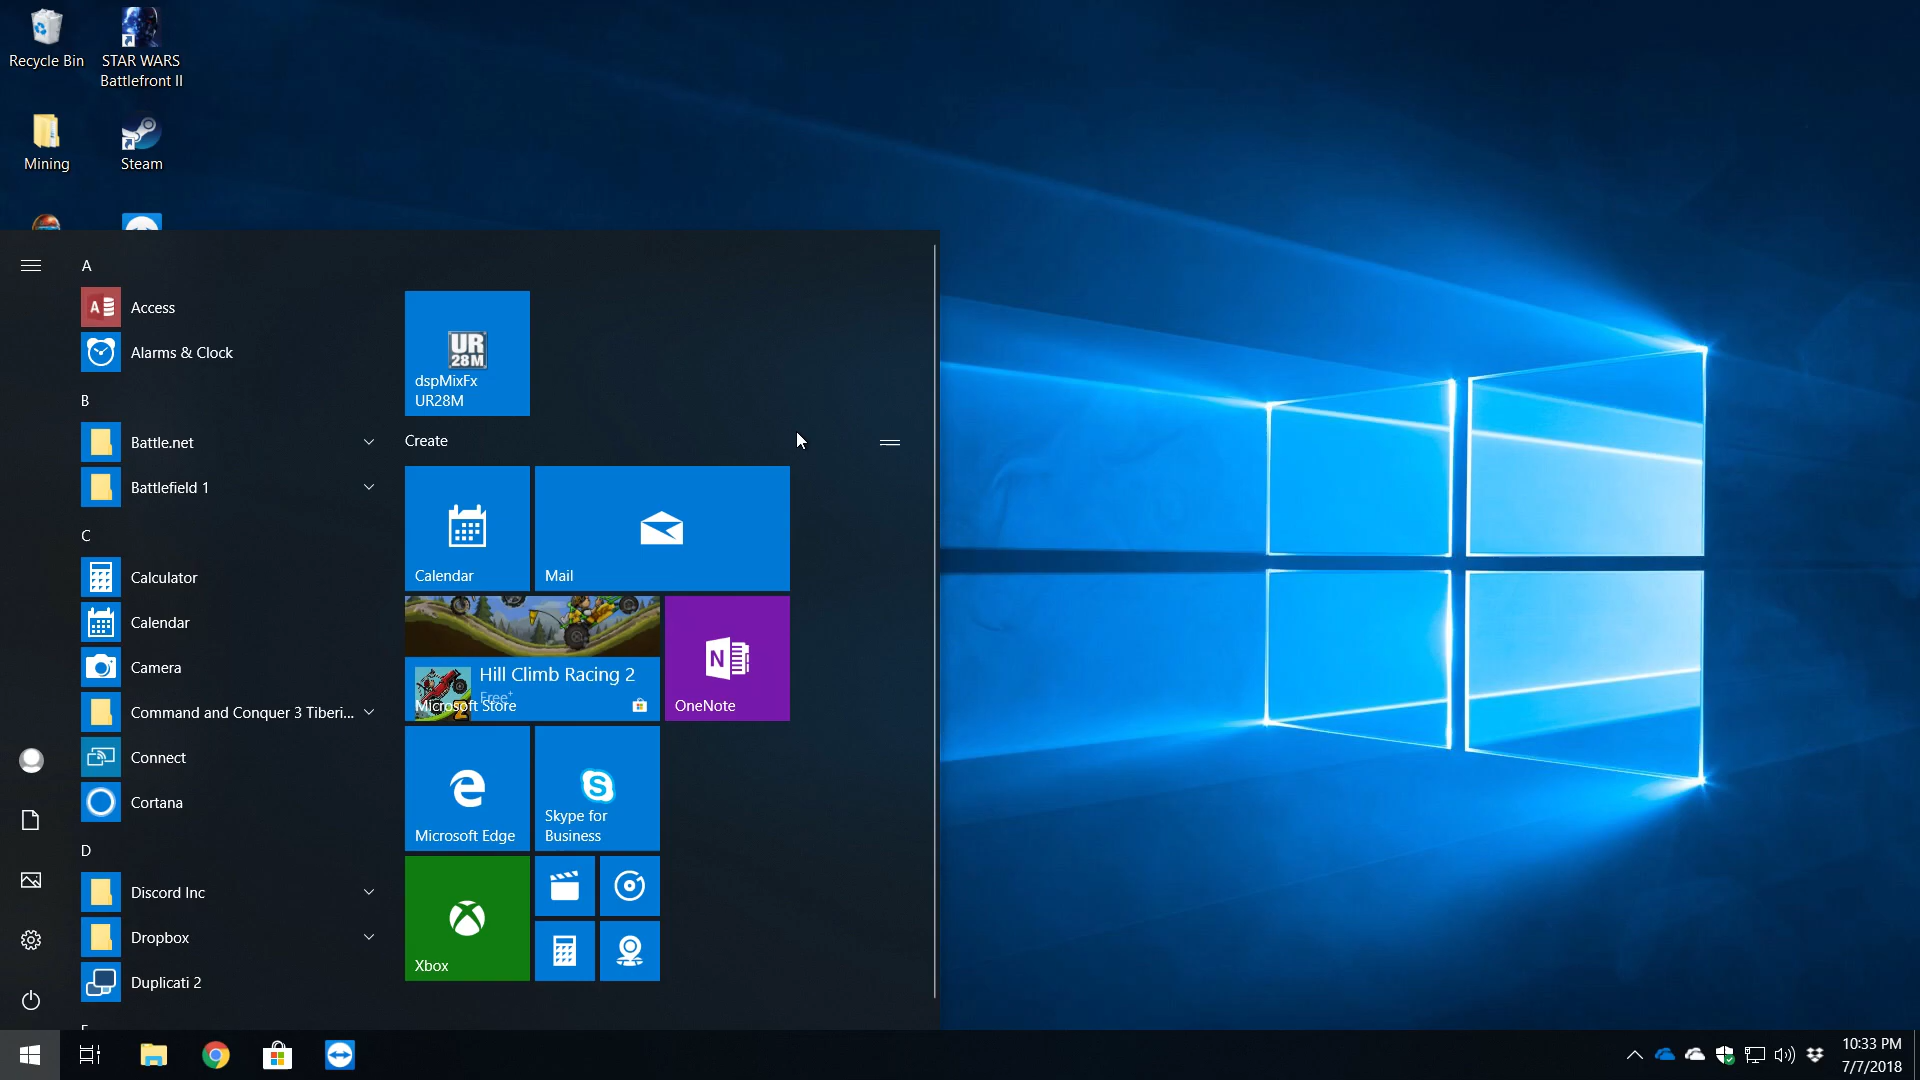 Recycle Bin
STAR WARS
Battlefront II
Mining
Steam
A
Access
Alarms & Clock
B
Battle.net
Battlefield 1
C
Calculator
Calendar
Camera
Command and Conquer 3 Tiberi...
Connect
Cortana
D
Discord Inc
Dropbox
Duplicati 2
UR
28M
dspMixFx
UR28M
Create
Calendar
Mail
Hill Climb Racing 2
Free+
Microsoft Store
N
OneNote
Microsoft Edge
Skype for
Business
Xbox
10:33 PM
7/7/2018